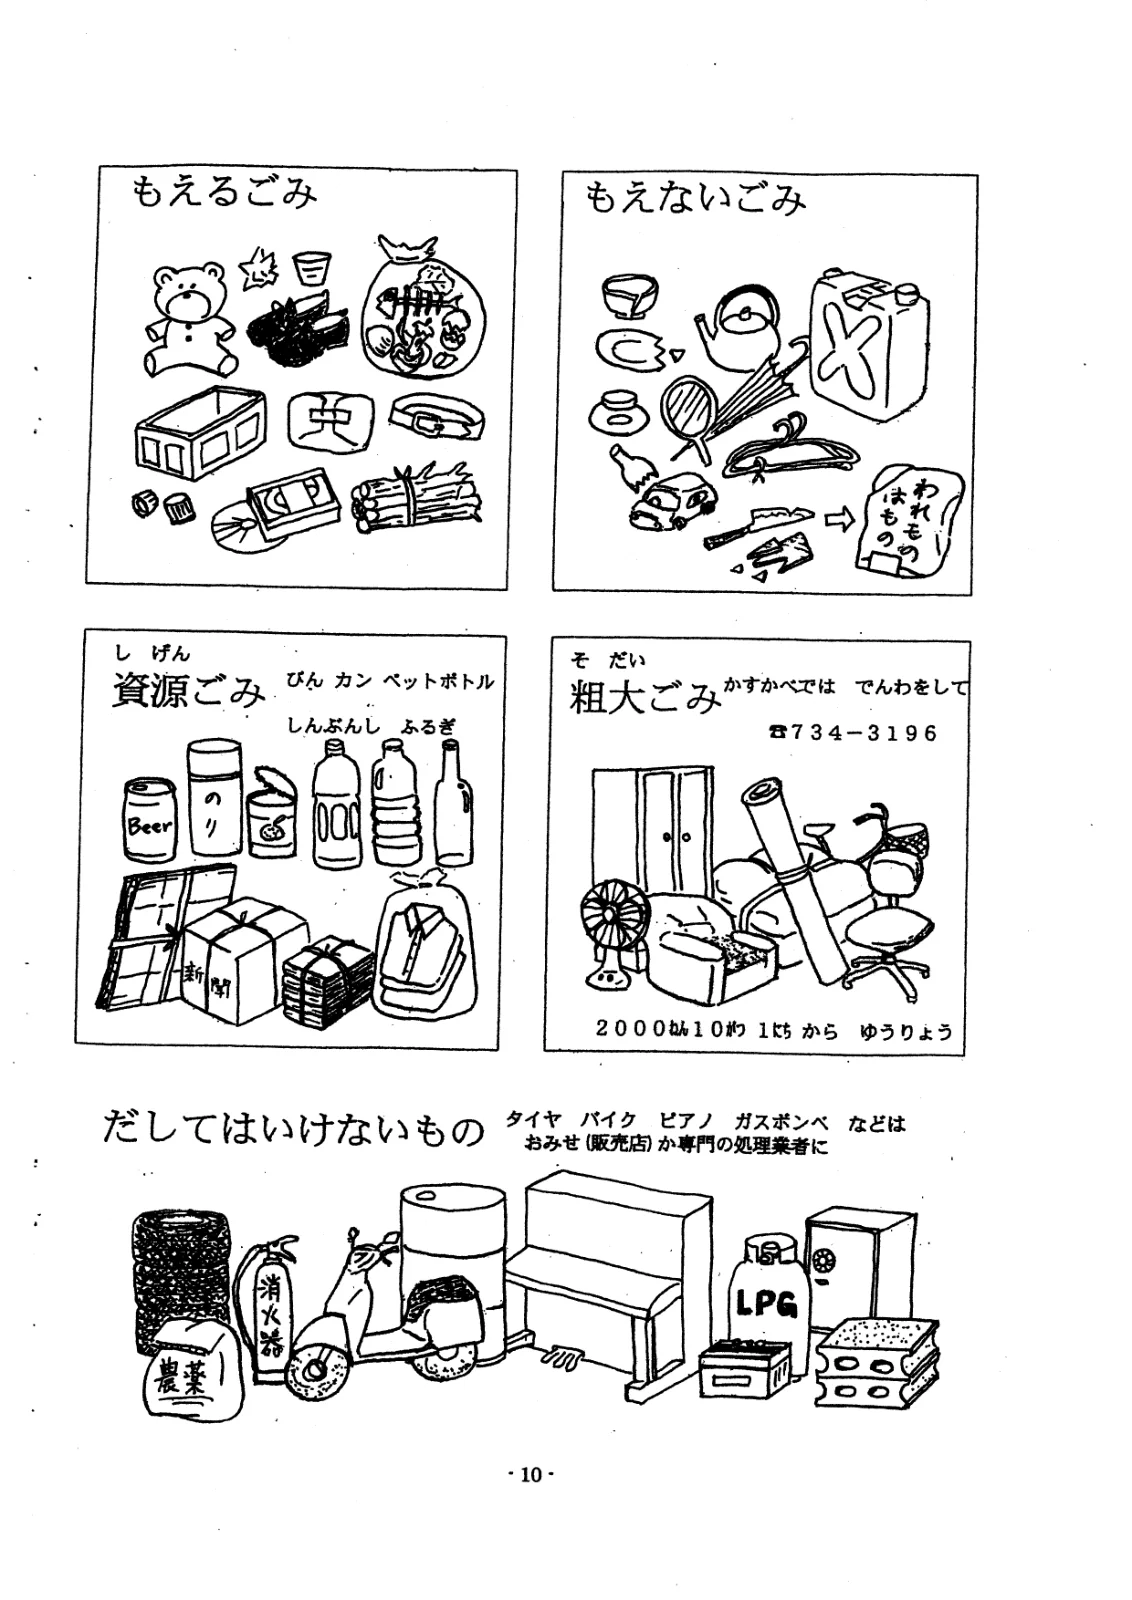 もえるごみ
もえないごみ
われもの
はもの
し　げん
資源ごみ　びん カン ペットボトル
しんぶんし　ふるぎ
Beer
のり
新聞
そ　だい
粗大ごみ　かすかべでは　でんわをして
☎734－3196
2000ねん10がつ 1にち から　ゆうりょう
だしてはいけないもの　タイヤ　バイク　ピアノ　ガスボンベ　などは
おみせ(販売店)か専門の処理業者に
消火器
農薬
LPG
- 10 -